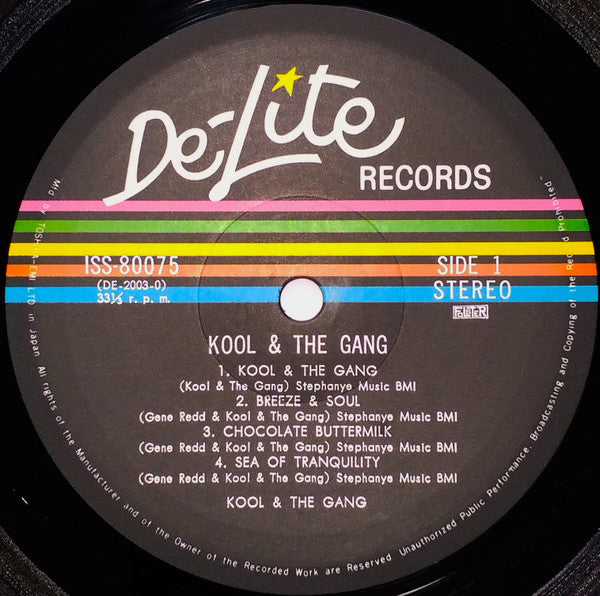 De-Lite
RECORDS
ISS-80075
(DE-2003-0)
33⅓ r. p. m.
SIDE 1
STEREO
KOOL & THE GANG
1. KOOL & THE GANG
(Kool & The Gang) Stephanye Music BMI
2. BREEZE & SOUL
(Gene Redd & Kool & The Gang) Stephanye Music BMI
3. CHOCOLATE BUTTERMILK
(Gene Redd & Kool & The Gang) Stephanye Music BMI
4. SEA OF TRANQUILITY
(Gene Redd & Kool & The Gang) Stephanye Music BMI
KOOL & THE GANG
Mfd by TOSHIBA-EMI LTD in Japan All rights of the Manufacturer and of the Owner of the Recorded Work are Reserved Unauthorized Public Performance, Broadcasting and Copying of the Record Prohibited